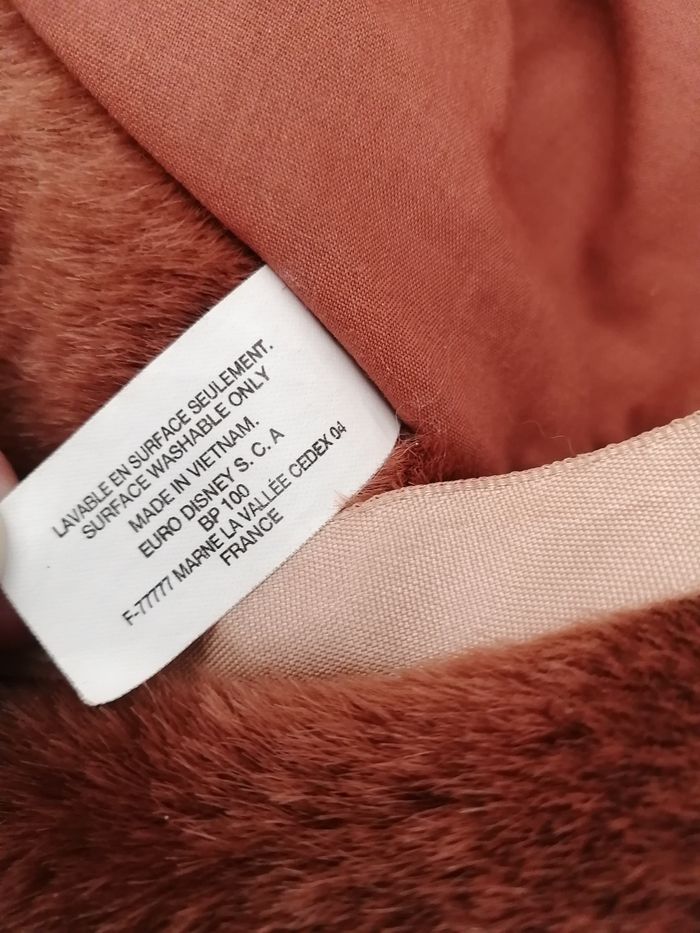 LAVABLE EN SURFACE SEULEMENT.
SURFACE WASHABLE ONLY
MADE IN VIETNAM.
EURO DISNEY S. C. A
BP 100
F-77777 MARNE LA VALLÉE CEDEX 04
FRANCE